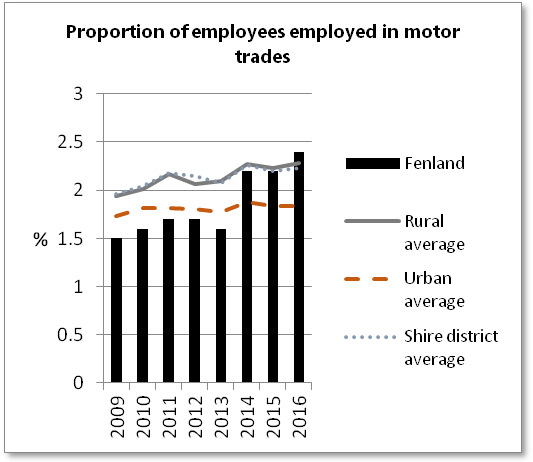 Proportion of employees employed in motor
trades
3
2.5
2
1.5
1
0.5
0
%
2009
2010
2011
2012
2013
2014
2015
2016
Fenland
Rural
average
Urban
average
Shire district
average